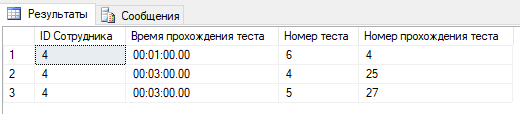 Результаты Сообщения
ID Сотрудника Время прохождения теста Номер теста Номер прохождения теста
1 4 00:01:00.00 6 4
2 4 00:03:00.00 4 25
3 4 00:03:00.00 5 27